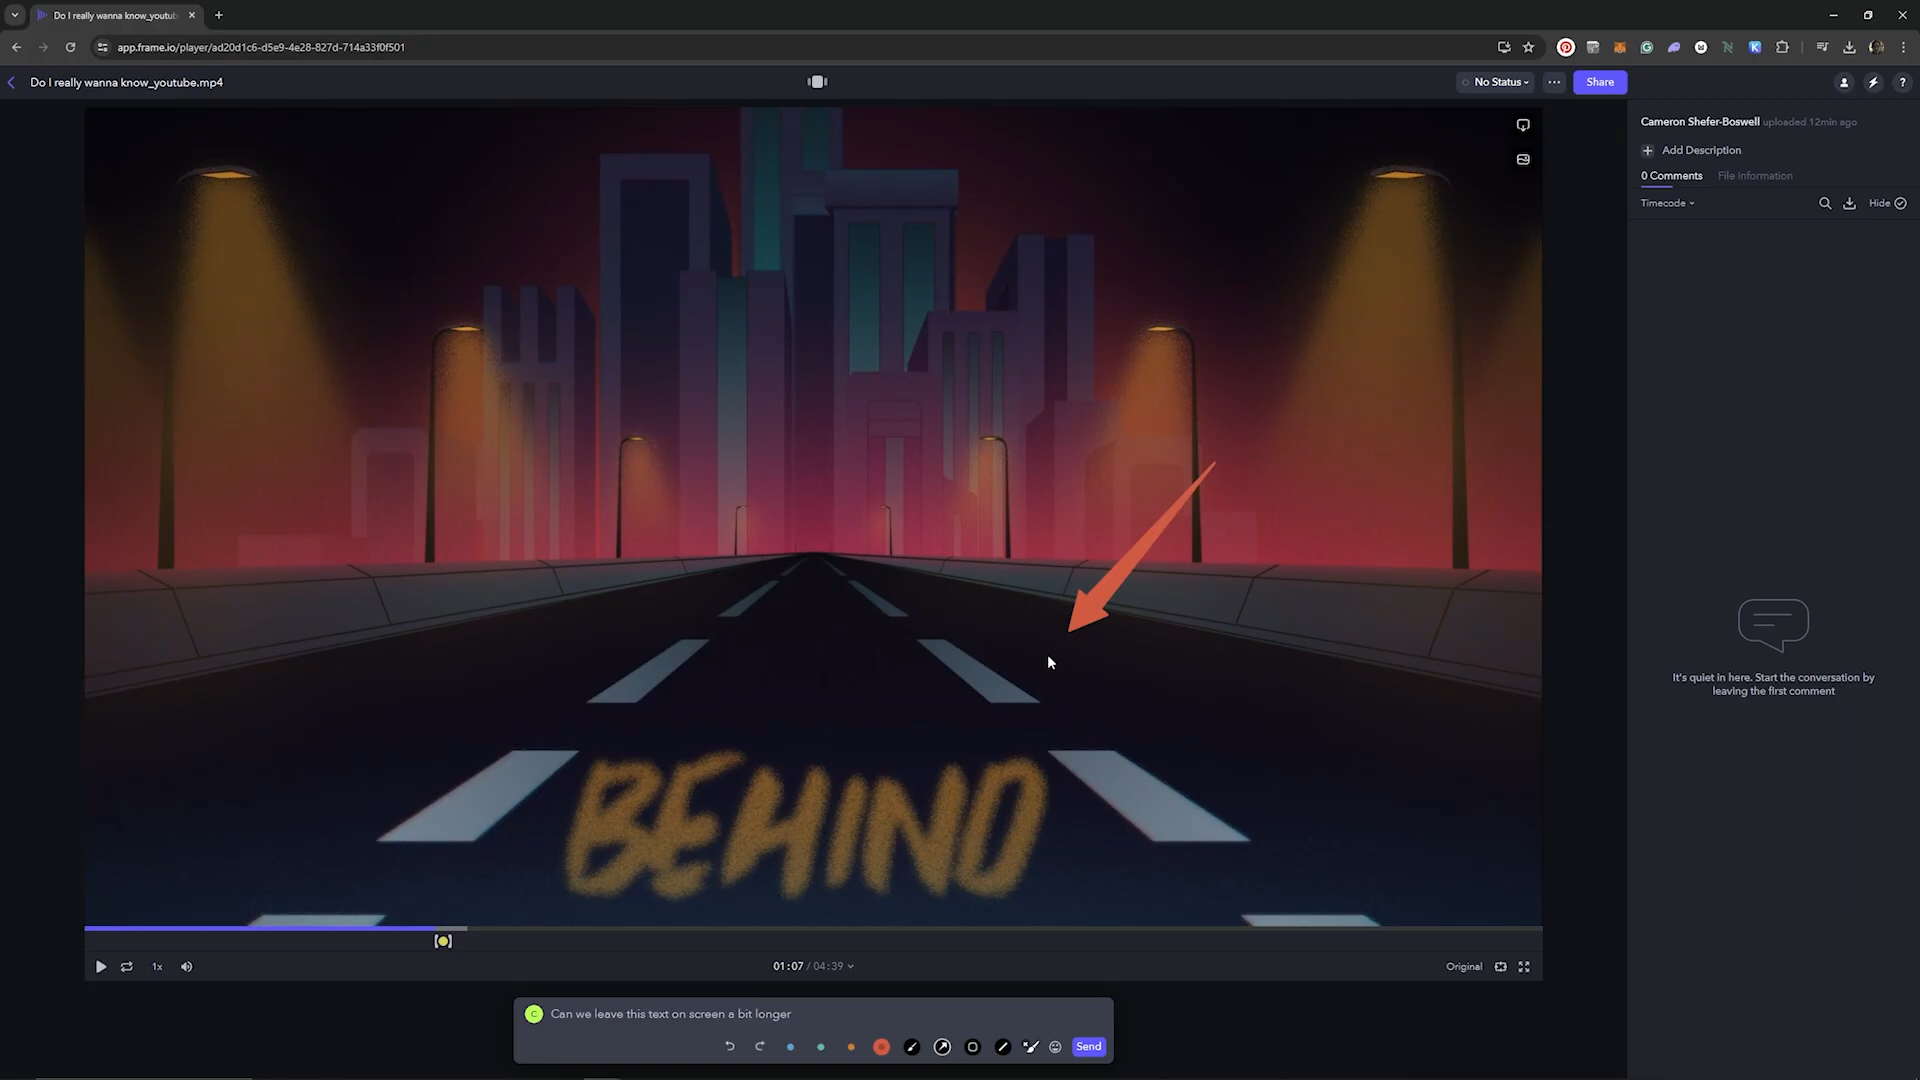 Do I really wanna know_youtub
app.frame.io/player/ad20d1c6-d5e9-4e28-827d-714a33f0f501
Do I really wanna know_youtube.mp4
No Status
Share
Cameron Shefer-Boswell uploaded 12min ago
Add Description
0 Comments File Information
Timecode
Hide
It's quiet in here. Start the conversation by
leaving the first comment
BEHIND
1x
01:07 / 04:39
Original
C Can we leave this text on screen a bit longer
Send